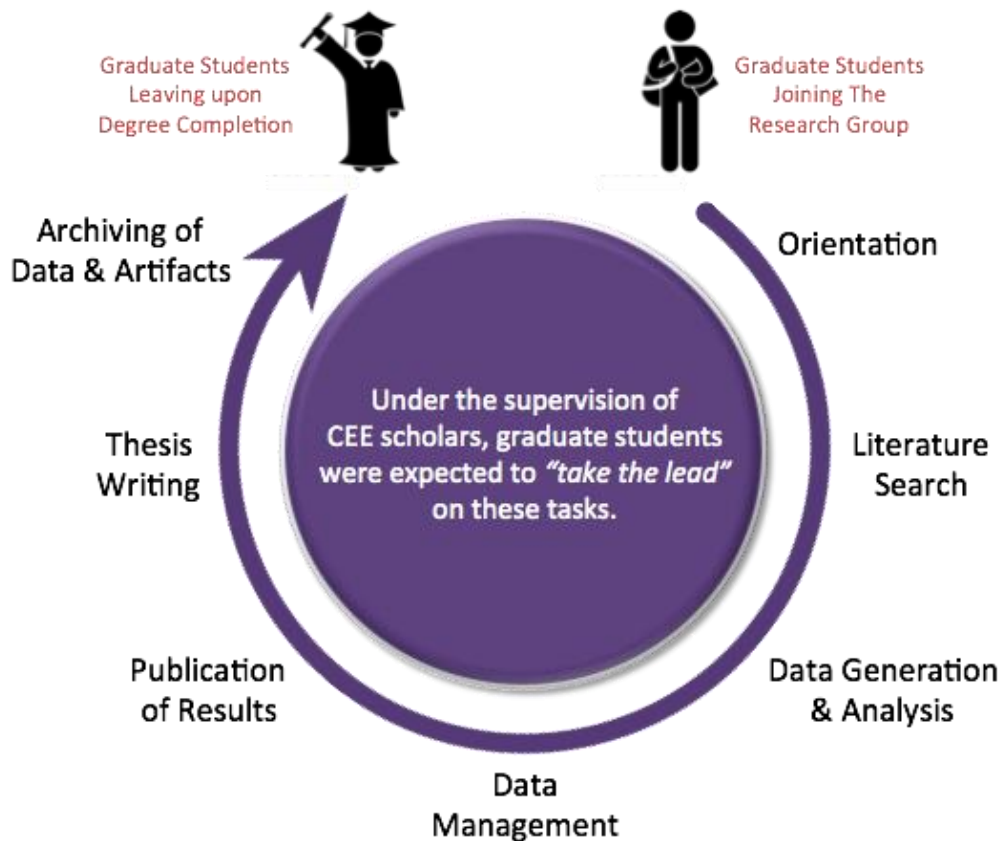 Graduate Students
Leaving upon
Degree Completion
Graduate Students
Joining The
Research Group
Orientation
Literature
Search
Data Generation
& Analysis
Data
Management
Publication
of Results
Thesis
Writing
Archiving of
Data & Artifacts
Under the supervision of
CEE scholars, graduate students
were expected to “take the lead”
on these tasks.